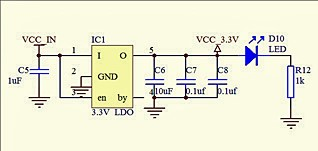 IC1
D10
LED
VCC_IN
VCC_3.3V
1
I
O
5
R12
1k
C5
1uF
2
GND
C6
10uF
C7
0.1uf
C8
0.1uf
3
en
by
4
3.3V LDO